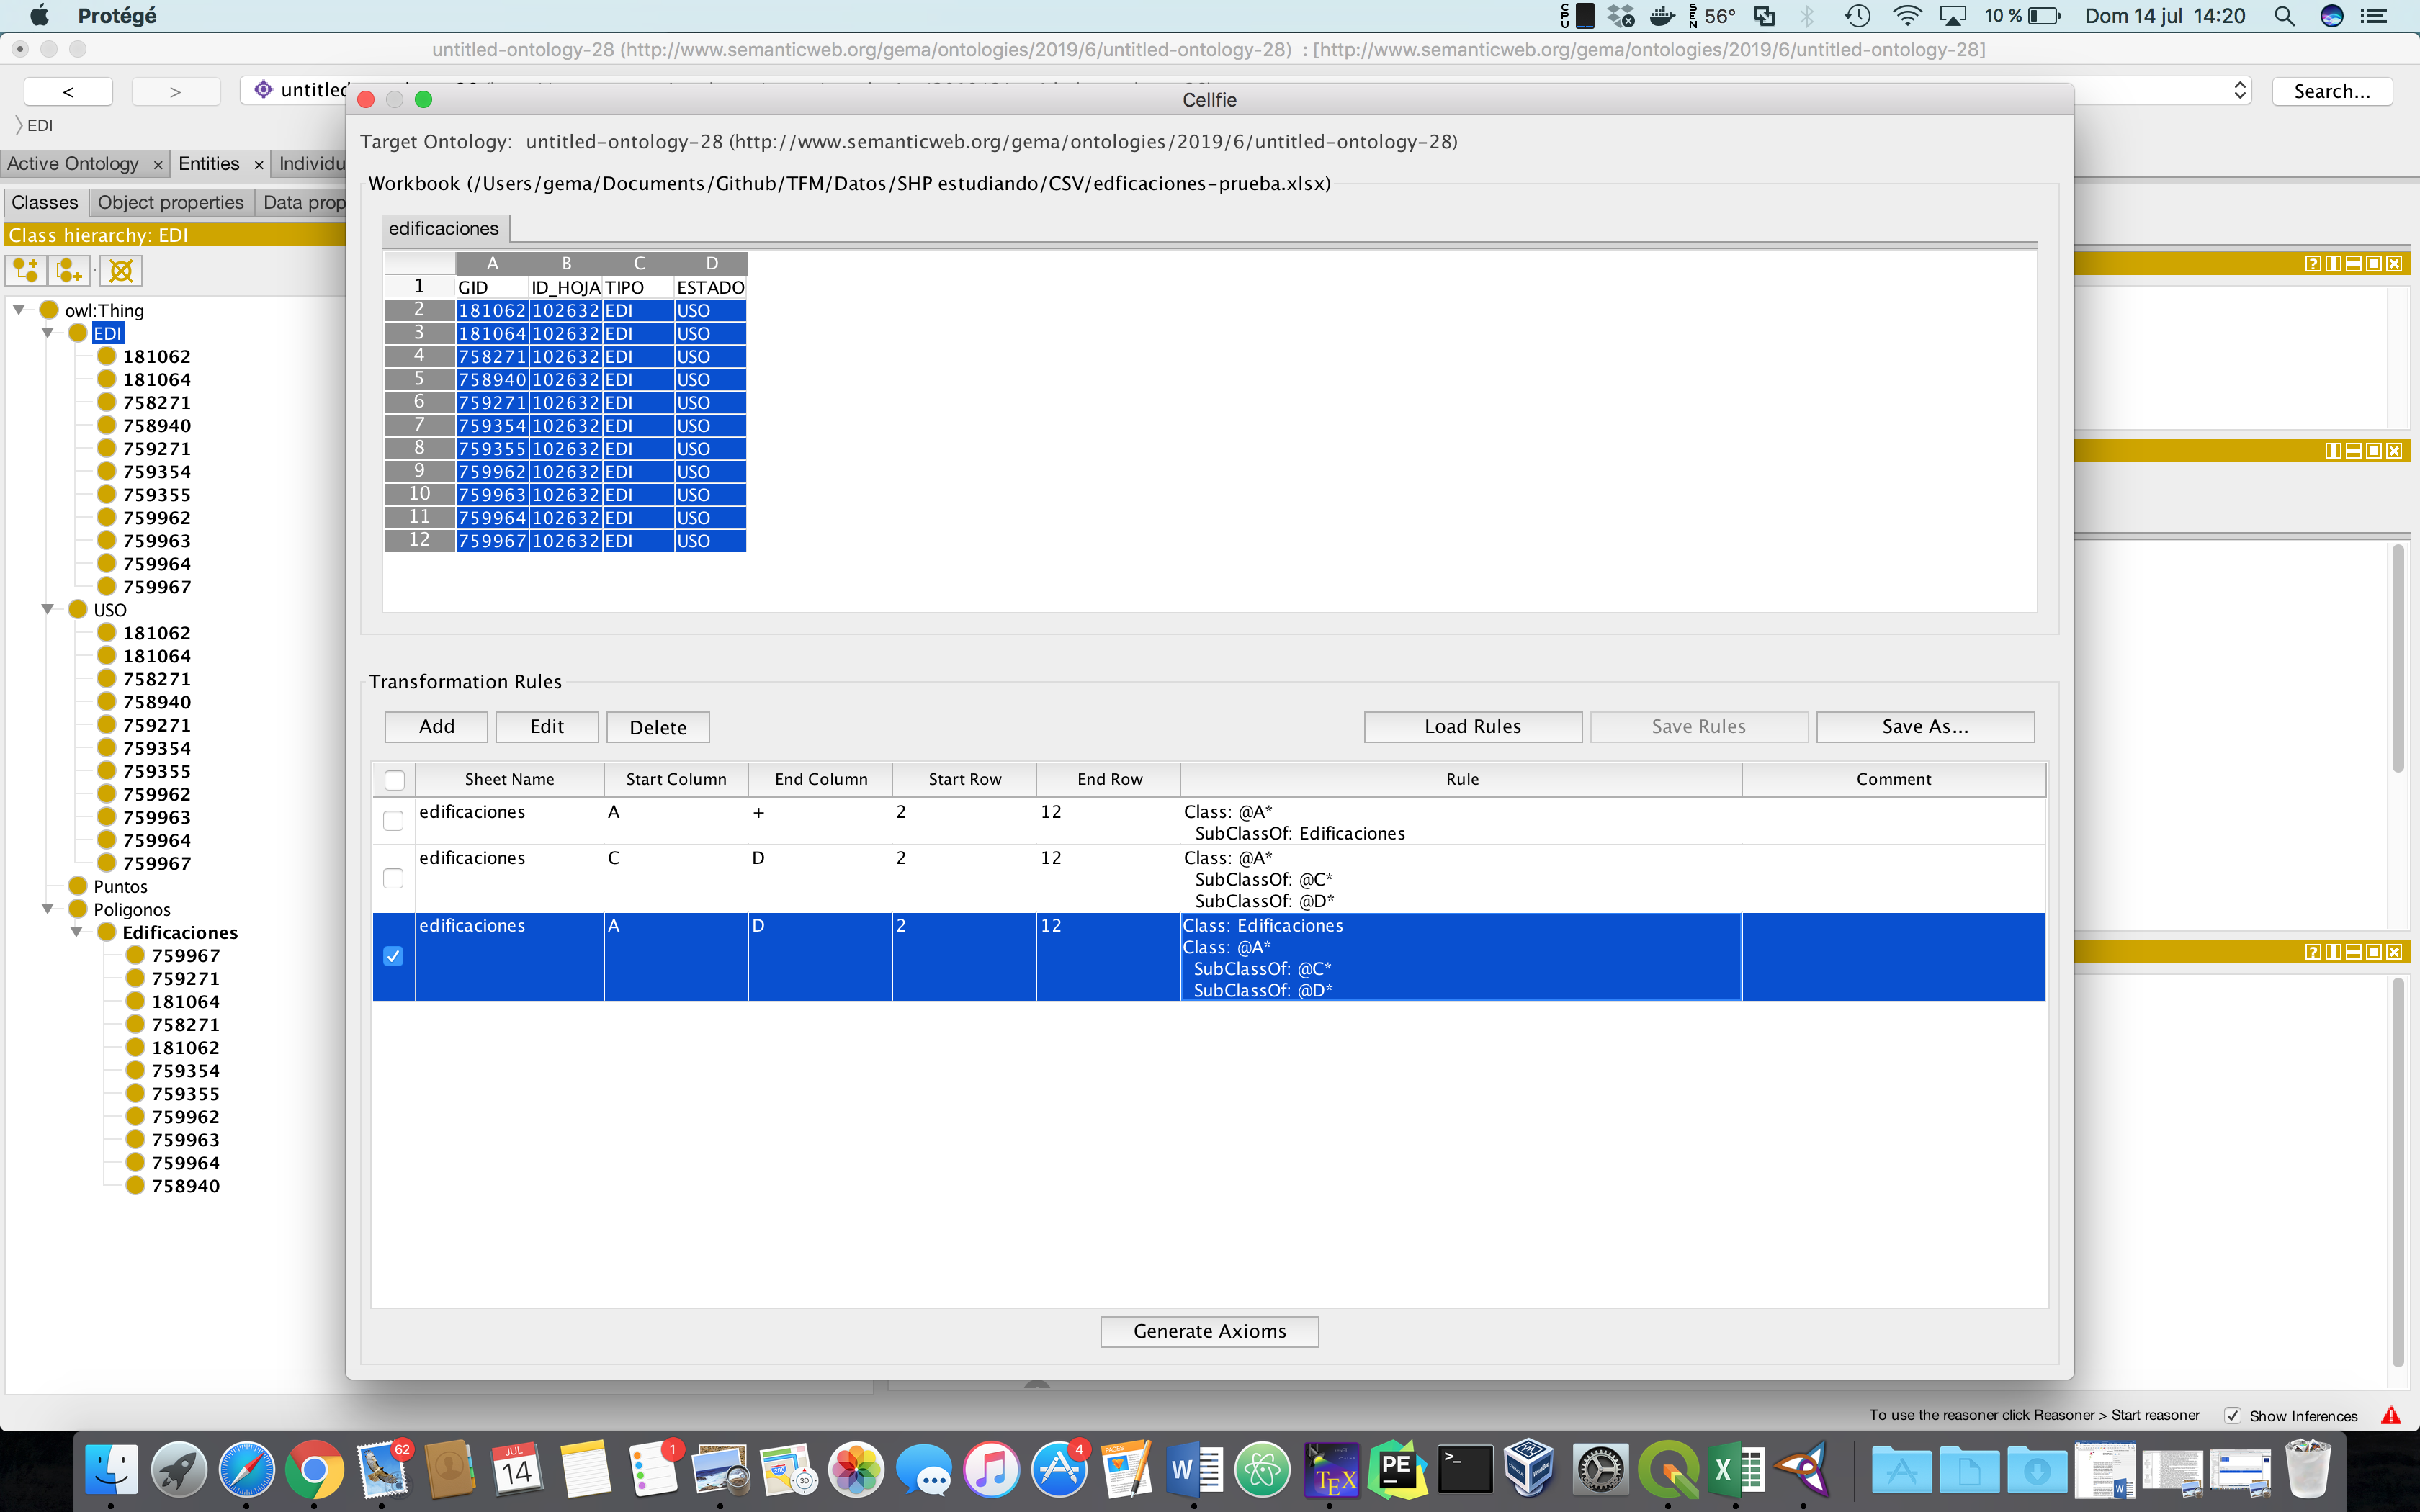 Protégé
CPU
SEN 56°
10 %
Dom 14 jul 14:20
untitled-ontology-28 (http://www.semanticweb.org/gema/ontologies/2019/6/untitled-ontology-28) : [http://www.semanticweb.org/gema/ontologies/2019/6/untitled-ontology-28]
<
>
Search...
Cellfie
EDI
Target Ontology: untitled-ontology-28 (http://www.semanticweb.org/gema/ontologies/2019/6/untitled-ontology-28)
Active Ontology × Entities ×
Workbook (/Users/gema/Documents/Github/TFM/Datos/SHP estudiando/CSV/edficaciones-prueba.xlsx)
Classes Object properties
Class hierarchy: EDI
owl:Thing
EDI
181062
181064
758271
758940
759271
759354
759355
759962
759963
759964
759967
USO
181062
181064
758271
758940
759271
759354
759355
759962
759963
759964
759967
Puntos
Poligonos
Edificaciones
759967
759271
181064
758271
181062
759354
759355
759962
759963
759964
758940
edificaciones
A B C D
1 GID ID_HOJA TIPO ESTADO
2 181062 102632 EDI USO
3 181064 102632 EDI USO
4 758271 102632 EDI USO
5 758940 102632 EDI USO
6 759271 102632 EDI USO
7 759354 102632 EDI USO
8 759355 102632 EDI USO
9 759962 102632 EDI USO
10 759963 102632 EDI USO
11 759964 102632 EDI USO
12 759967 102632 EDI USO
Transformation Rules
Add Edit Delete Load Rules Save Rules Save As...
Sheet Name Start Column End Column Start Row End Row Rule Comment
edificaciones A + 2 12 Class: @A*
SubClassOf: Edificaciones
edificaciones C D 2 12 Class: @A*
SubClassOf: @C*
SubClassOf: @D*
edificaciones A D 2 12 Class: Edificaciones
Class: @A*
SubClassOf: @C*
SubClassOf: @D*
Generate Axioms
To use the reasoner click Reasoner > Start reasoner Show Inferences
62
JUL
14
3D
1
4
PAGES
W
TEX
PE
>_
X